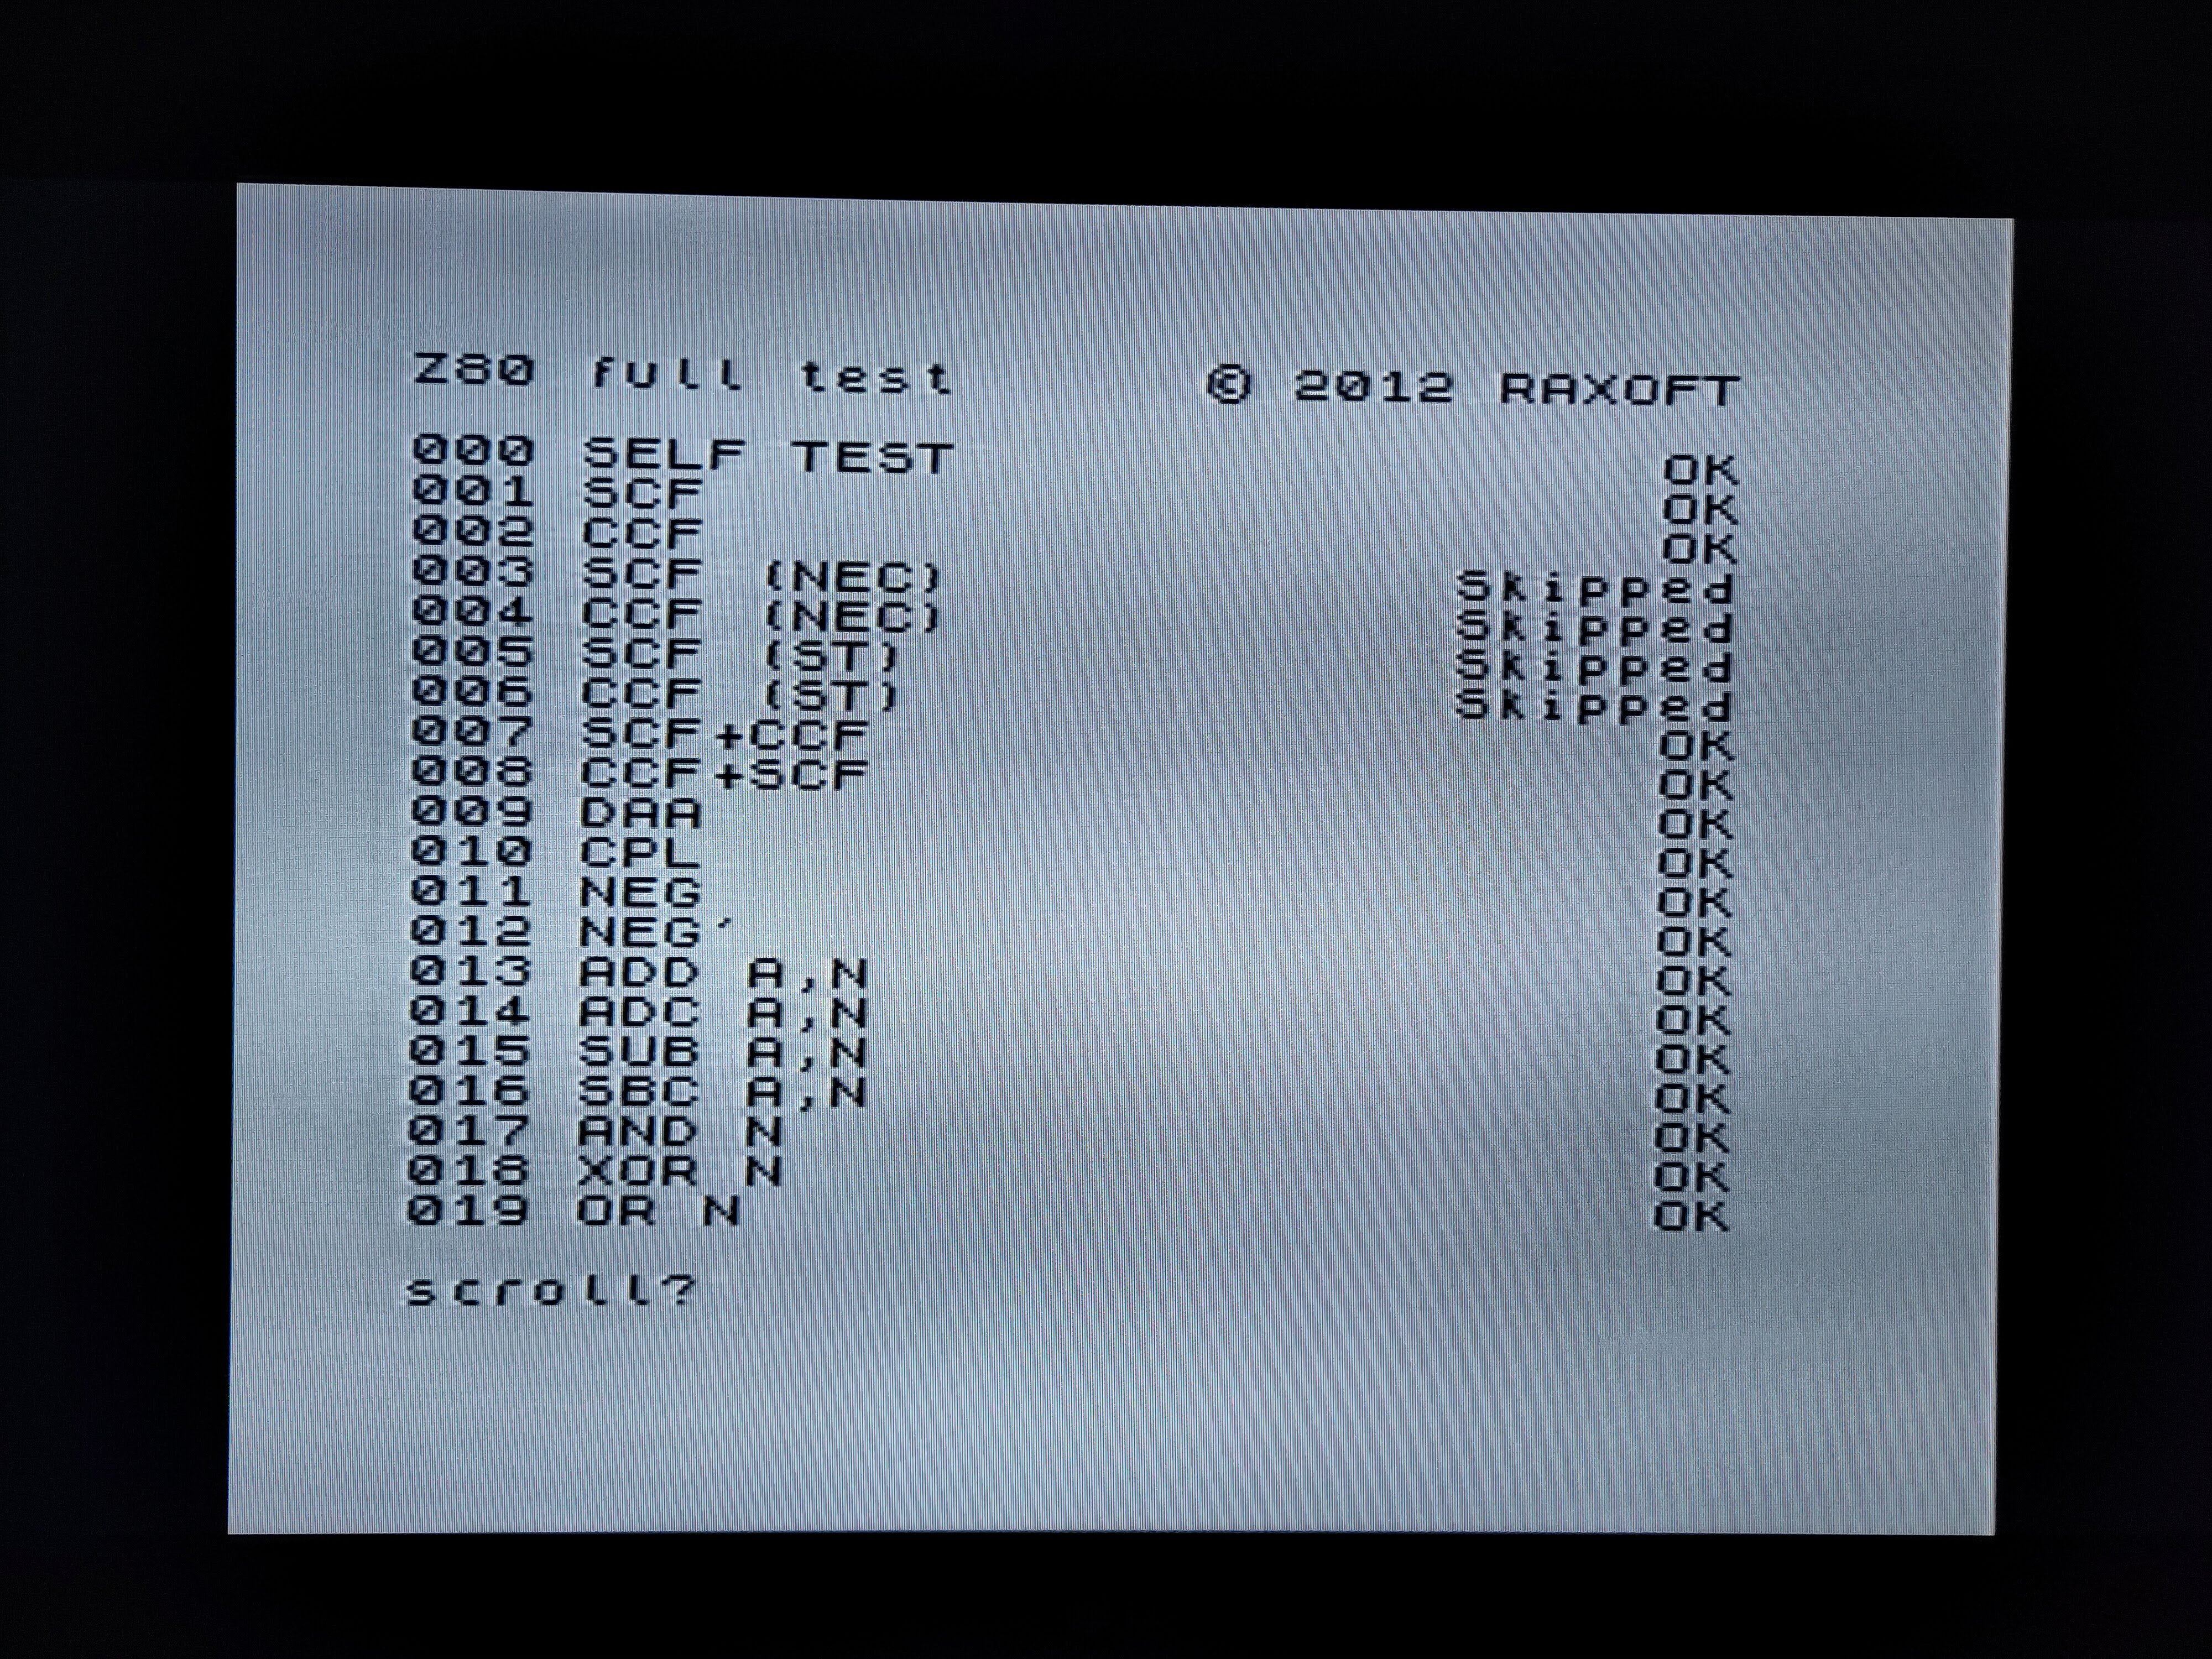 Z80 full test © 2012 RAXOFT
000 SELF TEST OK
001 SCF OK
002 CCF OK
003 SCF (NEC) Skipped
004 CCF (NEC) Skipped
005 SCF (ST) Skipped
006 CCF (ST) Skipped
007 SCF+CCF OK
008 CCF+SCF OK
009 DAA OK
010 CPL OK
011 NEG OK
012 NEG' OK
013 ADD A,N OK
014 ADC A,N OK
015 SUB A,N OK
016 SBC A,N OK
017 AND N OK
018 XOR N OK
019 OR N OK
scroll?